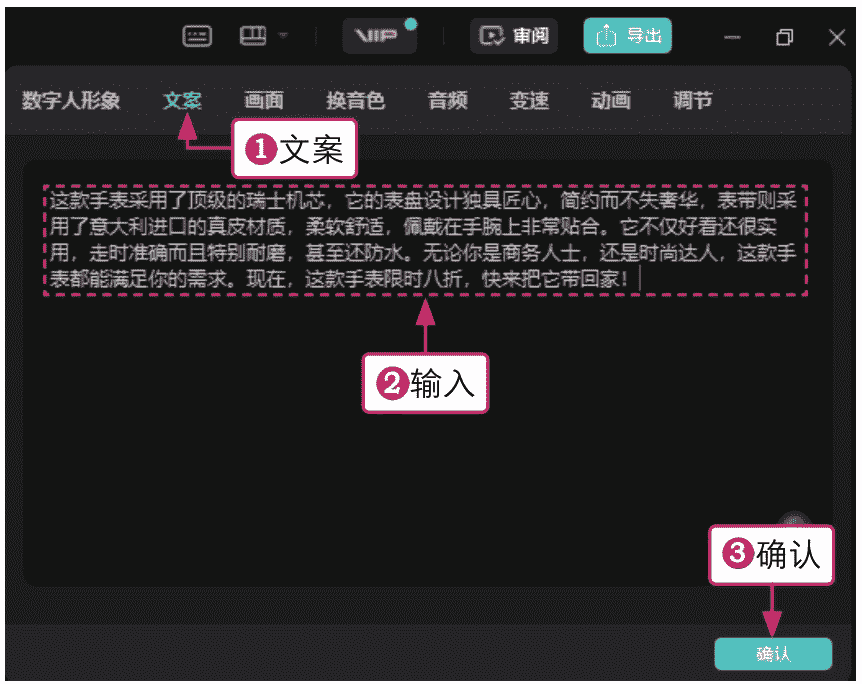 VIP 审阅 导出
数字人形象 文案 画面 换音色 音频 变速 动画 调节
❶文案
这款手表采用了顶级的瑞士机芯，它的表盘设计独具匠心，简约而不失奢华，表带则采
用了意大利进口的真皮材质，柔软舒适，佩戴在手腕上非常贴合。它不仅好看还很实
用，走时准确而且特别耐磨，甚至还防水。无论你是商务人士，还是时尚达人，这款手
表都能满足你的需求。现在，这款手表限时八折，快来把它带回家！
❷输入
❸确认
确认